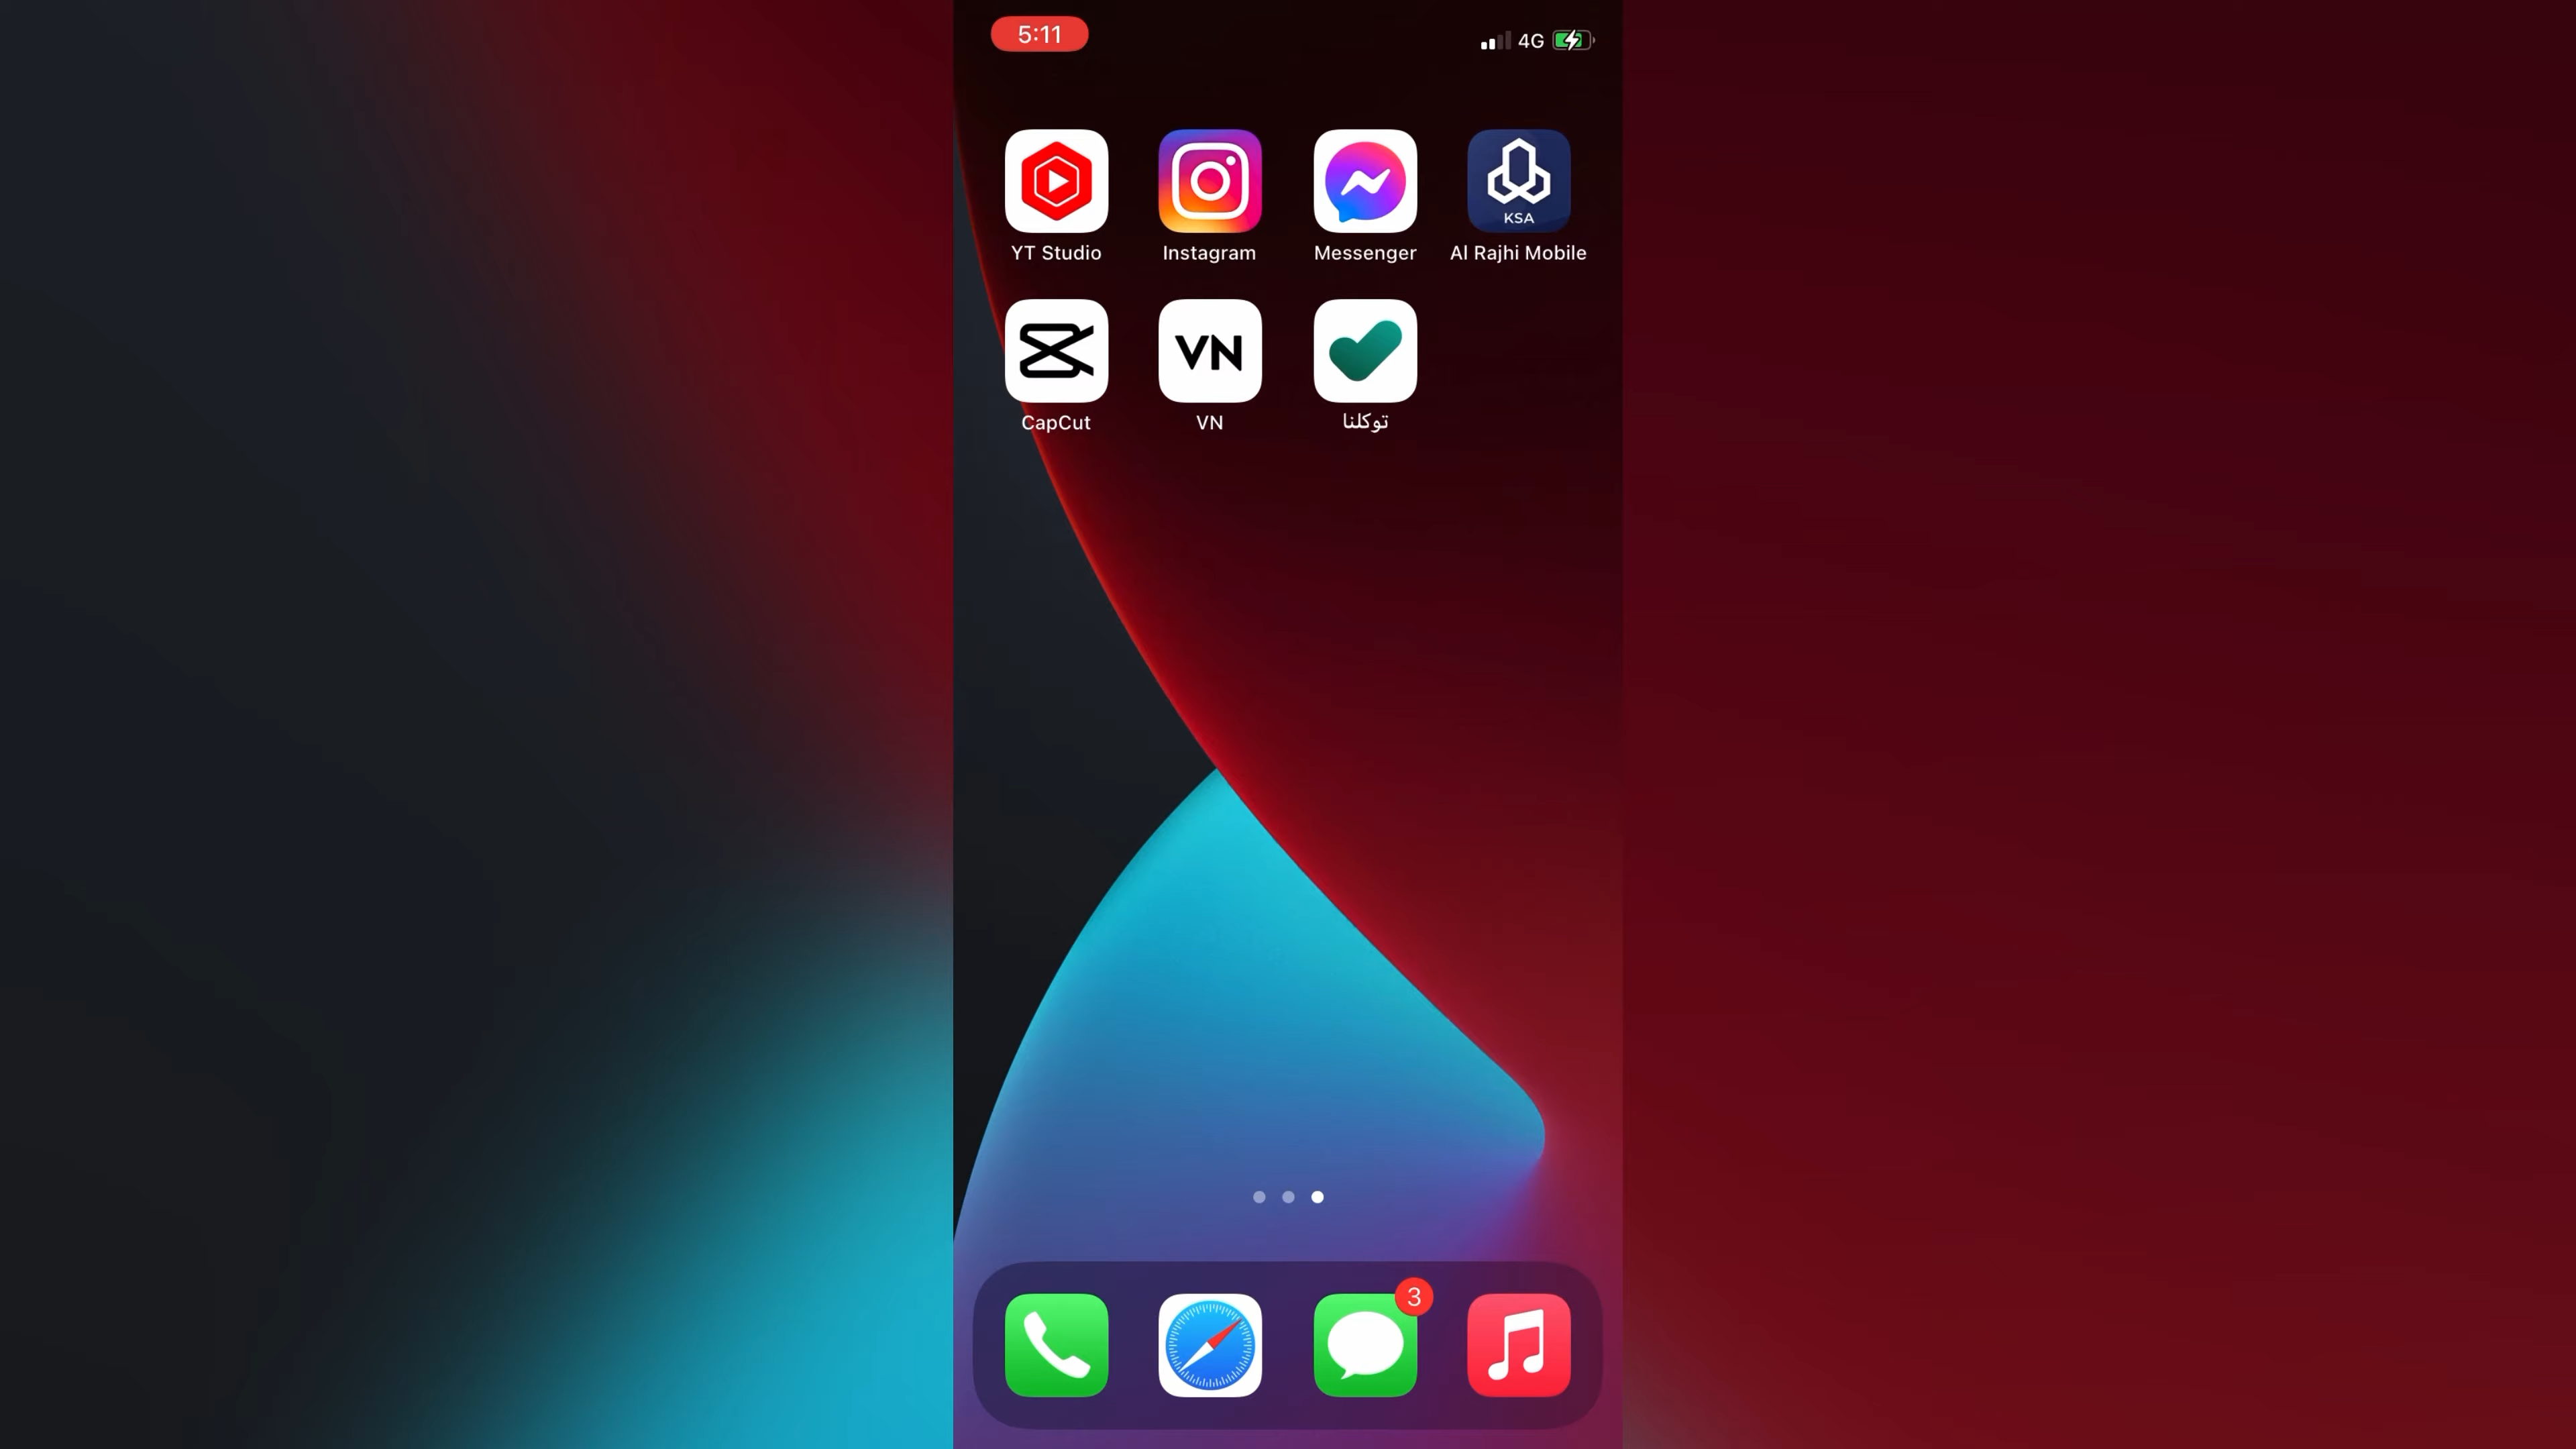 5:11
4G
KSA
YT Studio
Instagram
Messenger
Al Rajhi Mobile
VN
CapCut
VN
توكلنا
3